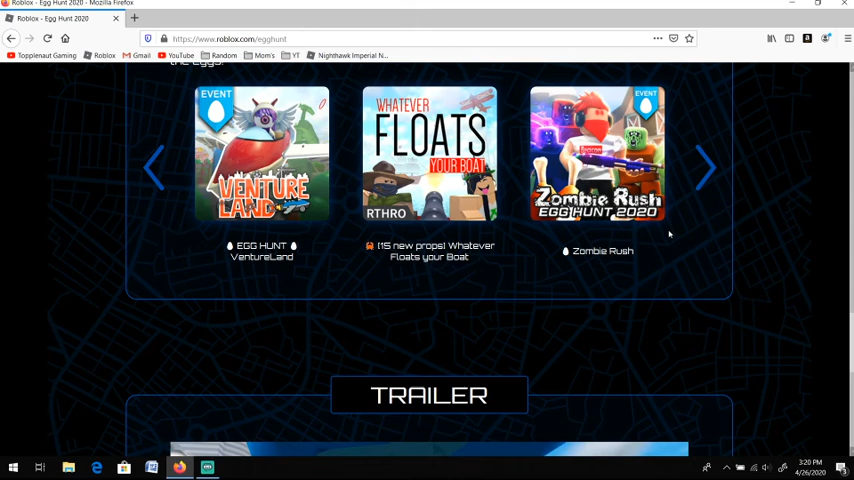 Roblox - Egg Hunt 2020 - Mozilla Firefox
Roblox - Egg Hunt 2020
https://www.roblox.com/egghunt
Topplenaut Gaming
Roblox
Gmail
YouTube
Random
Mom's
YT
Nighthawk Imperial N...
the eggs!
EVENT
VENTURE
LAND
WHATEVER
FLOATS
YOUR BOAT
RTHRO
EVENT
Zombie Rush
EGG HUNT 2020
EGG HUNT
VentureLand
[15 new props] Whatever
Floats your Boat
Zombie Rush
TRAILER
3:20 PM
4/26/2020